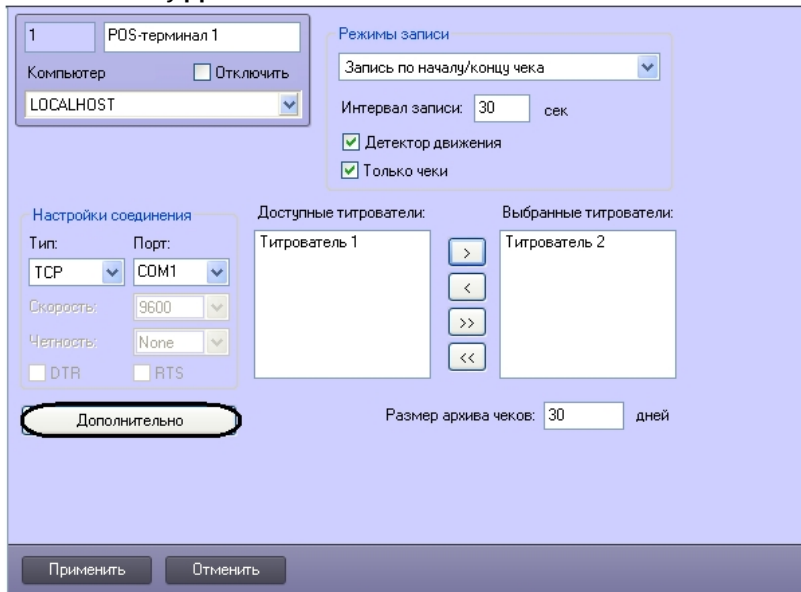 1 POS-терминал 1
Компьютер Отключить
LOCALHOST
Режимы записи
Запись по началу/концу чека
Интервал записи: 30 сек
Детектор движения
Только чеки
Настройки соединения
Тип: Порт:
TCP COM1
Скорость: 9600
Четность: None
DTR RTS
Дополнительно
Доступные титрователи:
Титрователь 1
>
<
>>
<<
Выбранные титрователи:
Титрователь 2
Размер архива чеков: 30 дней
Применить Отменить